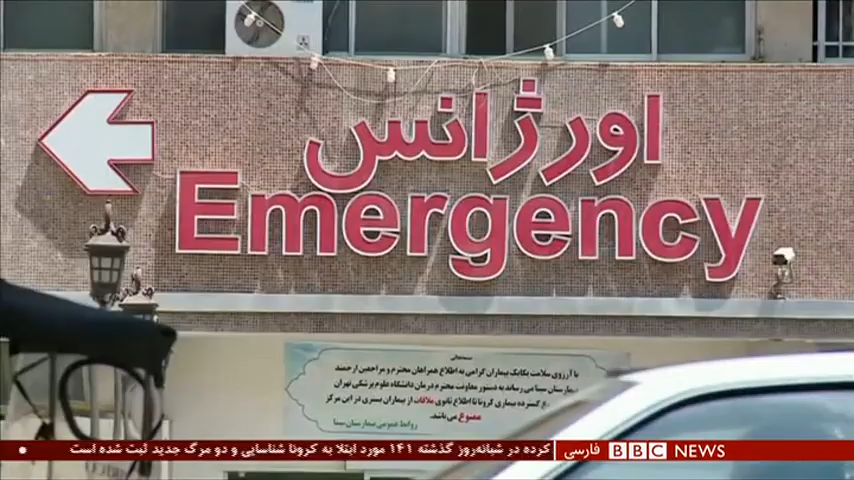 اورژانس
Emergency
بسمه‌تعالی
با آرزوی سلامت یکایک بیماران گرامی به اطلاع همراهان محترم و مراجعین ارجمند
بیمارستان سینا می رساند به دستور معاونت محترم درمان دانشگاه علوم پزشکی تهران
گسترده بیماری کرونا تا اطلاع ثانوی ملاقات از بیماران بستری در این مرکز
ممنوع می‌باشد.
روابط عمومی بیمارستان سینا
کرده در شبانه‌روز گذشته ۱۴۱ مورد ابتلا به کرونا شناسایی و دو مرگ جدید ثبت شده است
BBC NEWS فارسی